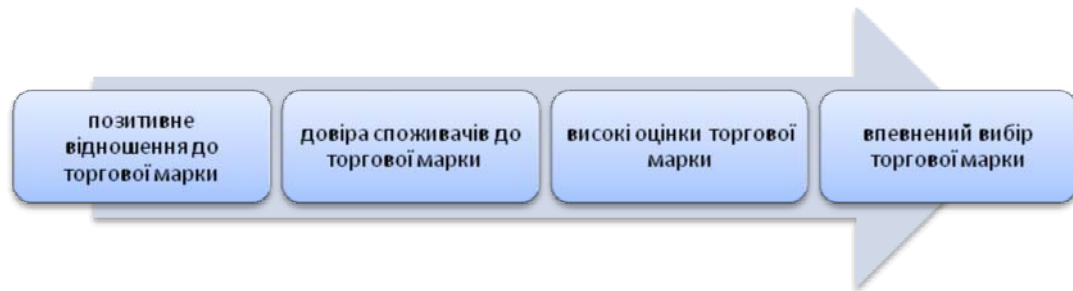 позитивне
відношення до
торгової марки
довіра споживачів до
торгової марки
високі оцінки торгової
марки
впевнений вибір
торгової марки